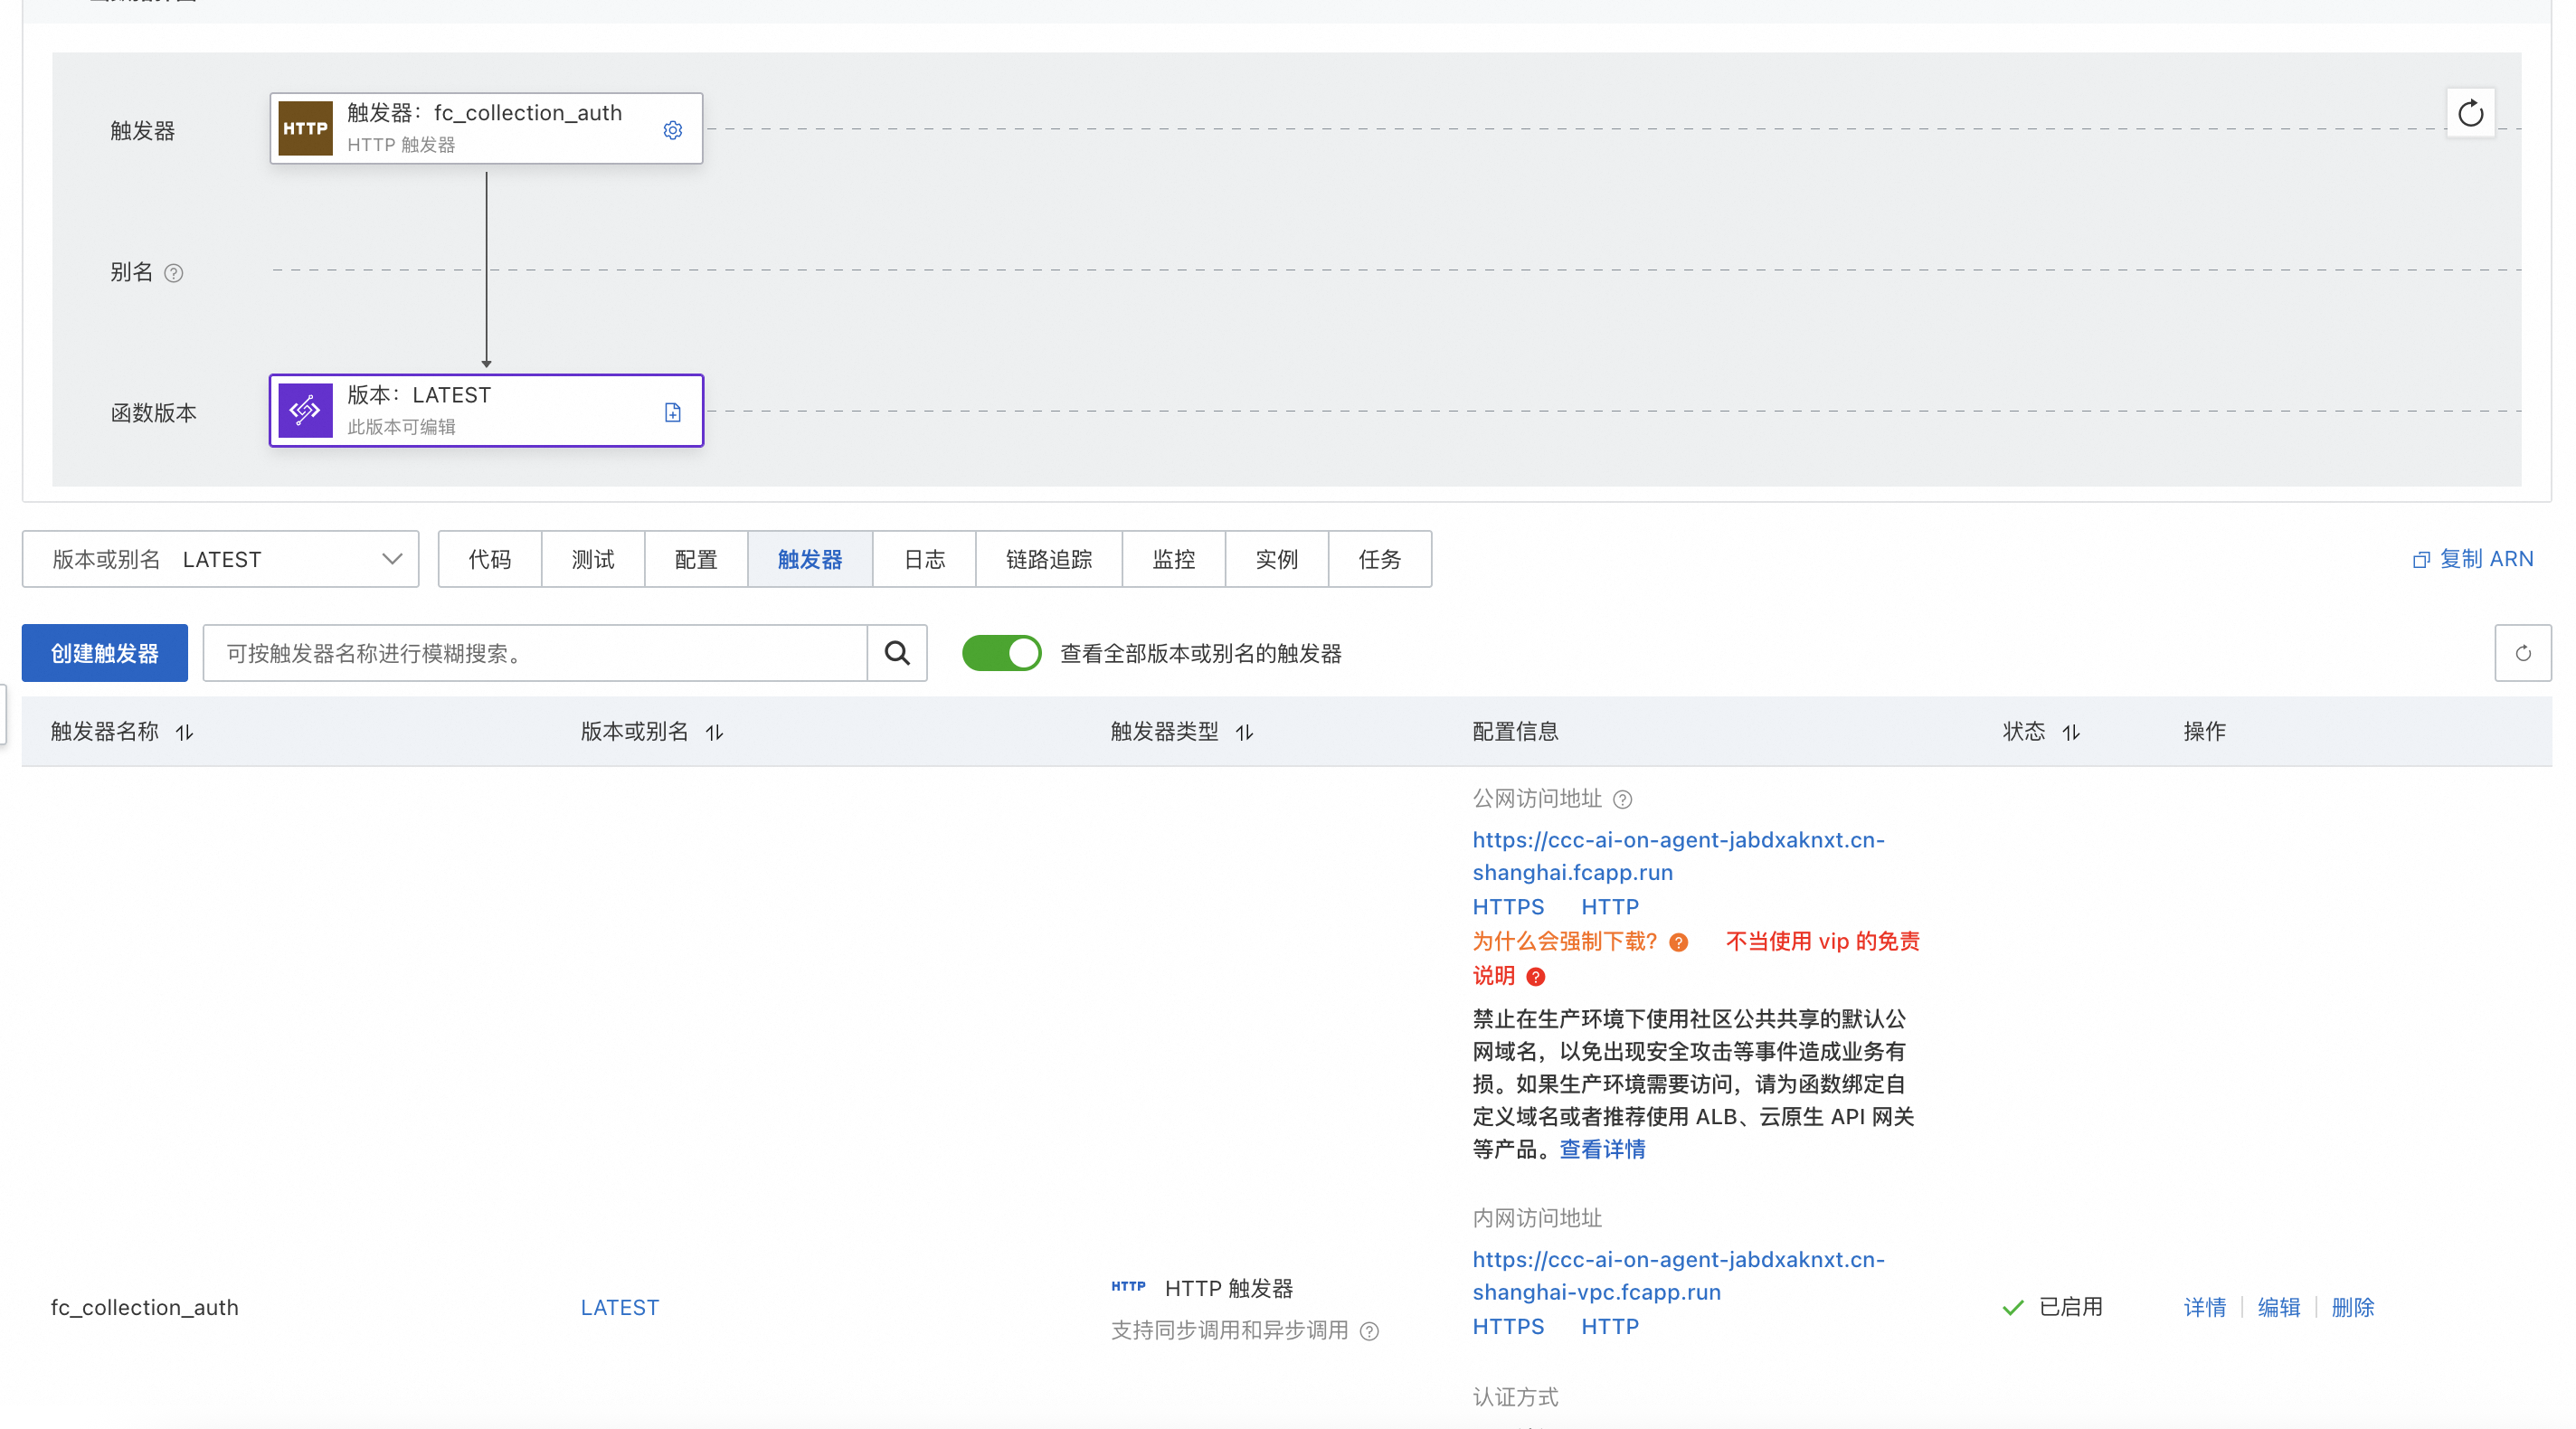 触发器
HTTP
触发器：fc_collection_auth
HTTP 触发器
别名
函数版本
版本：LATEST
此版本可编辑
版本或别名 LATEST
代码
测试
配置
触发器
日志
链路追踪
监控
实例
任务
复制 ARN
创建触发器
可按触发器名称进行模糊搜索。
查看全部版本或别名的触发器
触发器名称
版本或别名
触发器类型
配置信息
状态
操作
公网访问地址
https://ccc-ai-on-agent-jabdxaknxt.cn-
shanghai.fcapp.run
HTTPS HTTP
为什么会强制下载? 不当使用 vip 的免责
说明
禁止在生产环境下使用社区公共共享的默认公
网域名，以免出现安全攻击等事件造成业务有
损。如果生产环境需要访问，请为函数绑定自
定义域名或者推荐使用 ALB、云原生 API 网关
等产品。查看详情
内网访问地址
https://ccc-ai-on-agent-jabdxaknxt.cn-
shanghai-vpc.fcapp.run
HTTPS HTTP
fc_collection_auth
LATEST
HTTP HTTP 触发器
支持同步调用和异步调用
已启用
详情
编辑
删除
认证方式